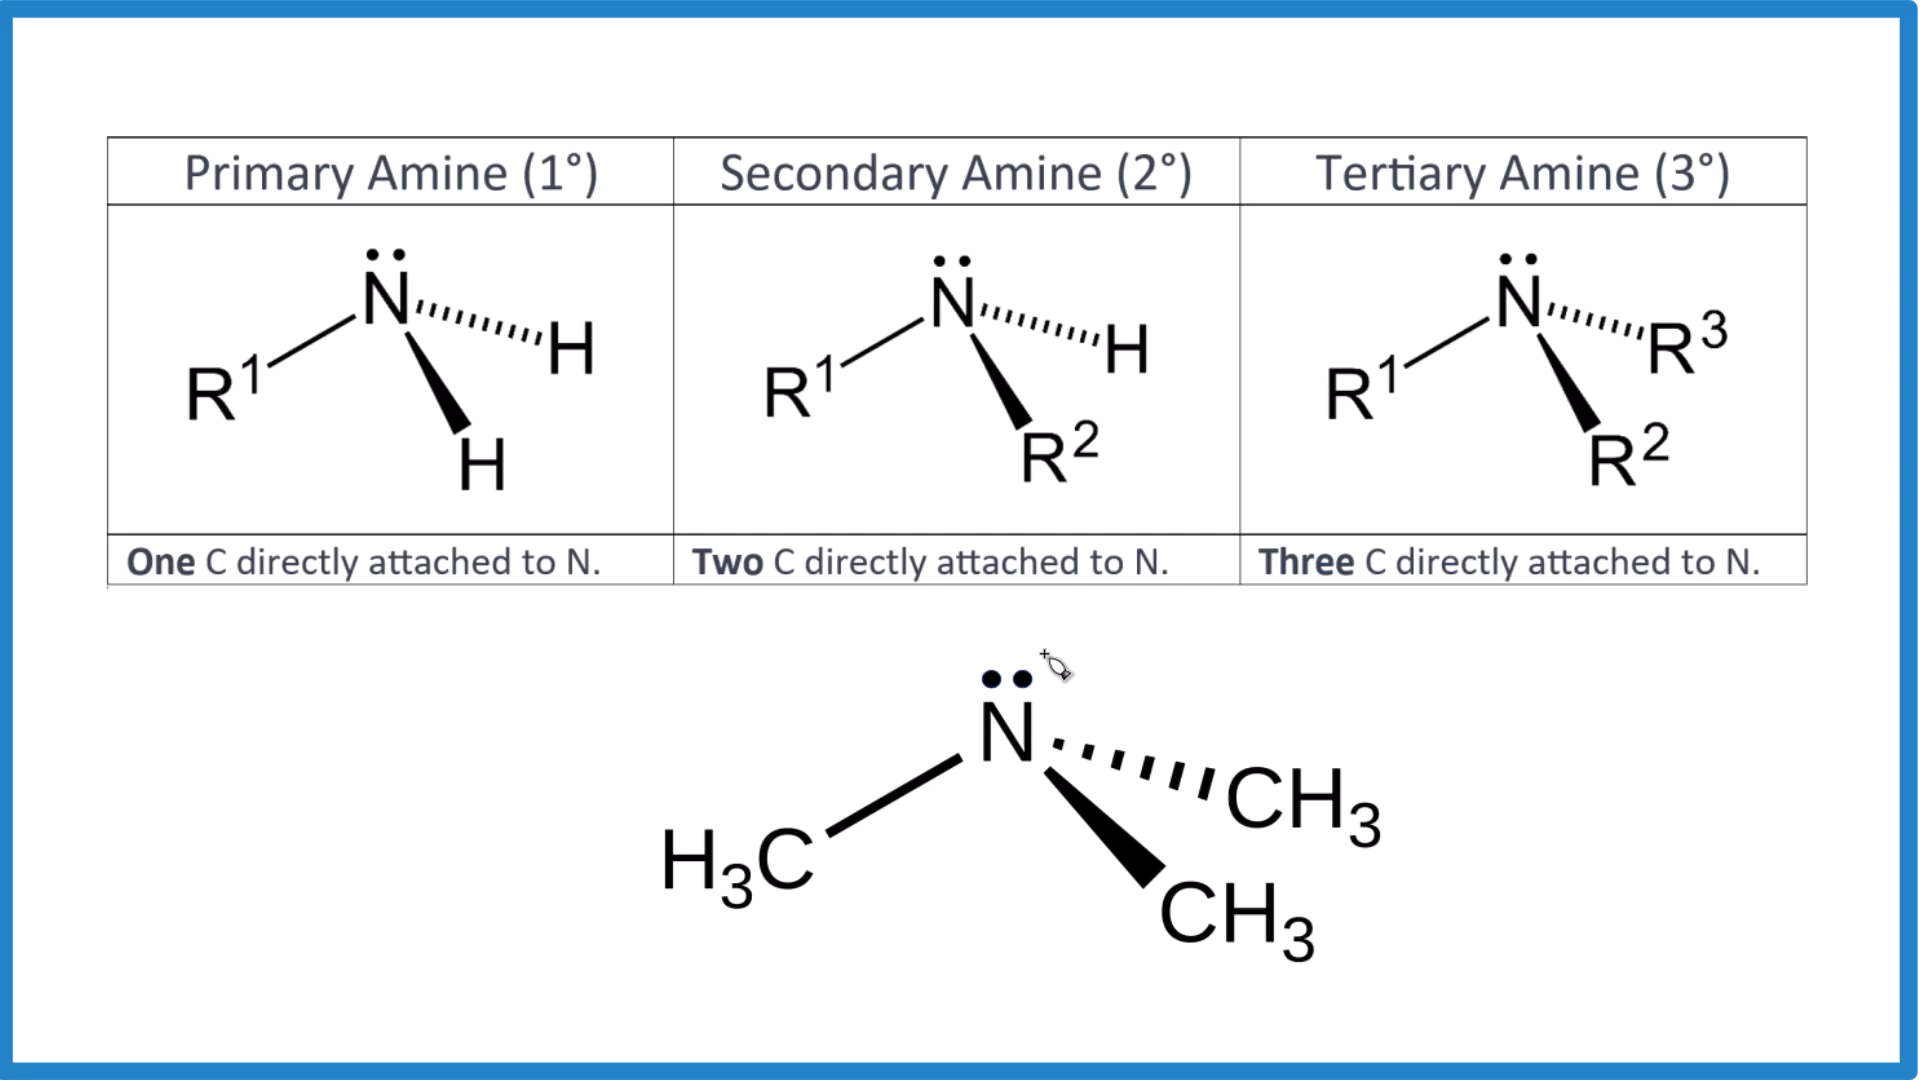 Primary Amine (1°)
Secondary Amine (2°)
Tertiary Amine (3°)
N
H
R¹
H
N
H
R¹
R²
N
R³
R¹
R²
One C directly attached to N.
Two C directly attached to N.
Three C directly attached to N.
N
CH₃
H₃C
CH₃